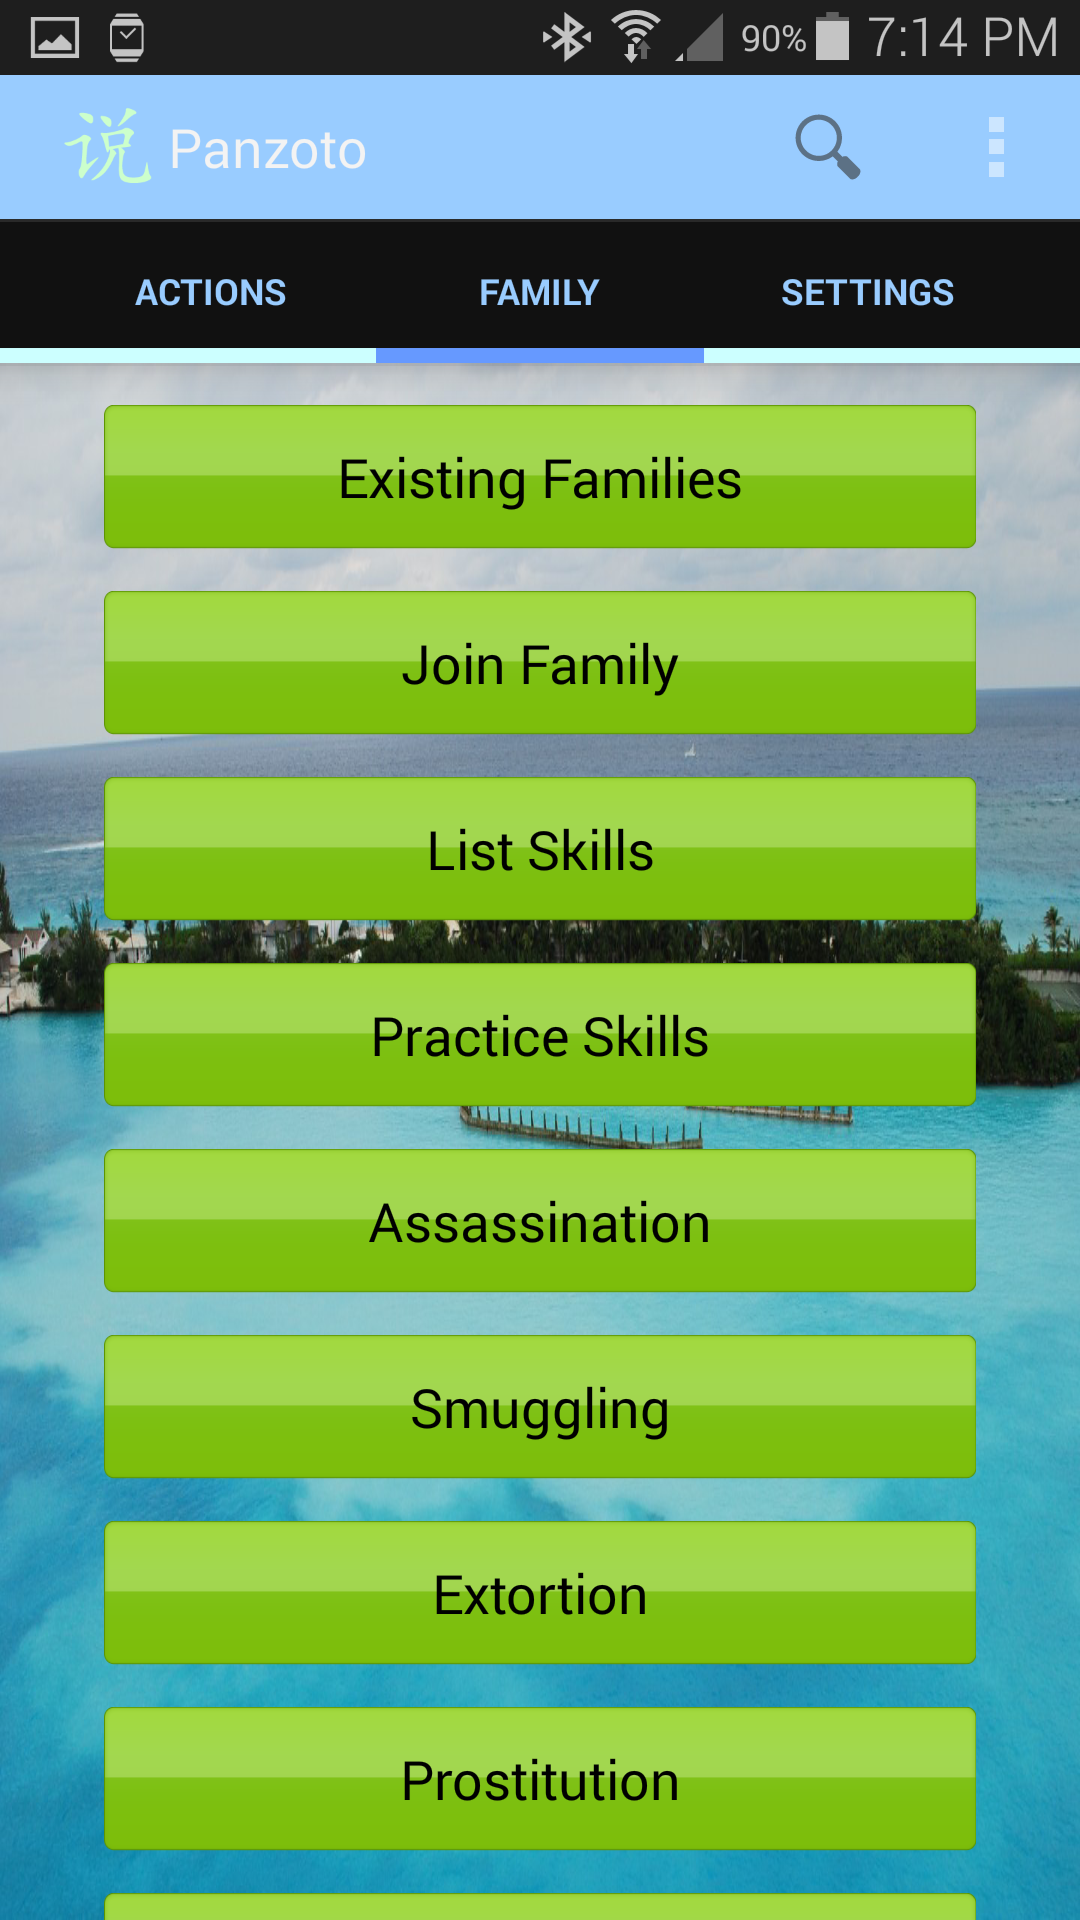 90% 7:14 PM
说 Panzoto
ACTIONS FAMILY SETTINGS
Existing Families
Join Family
List Skills
Practice Skills
Assassination
Smuggling
Extortion
Prostitution